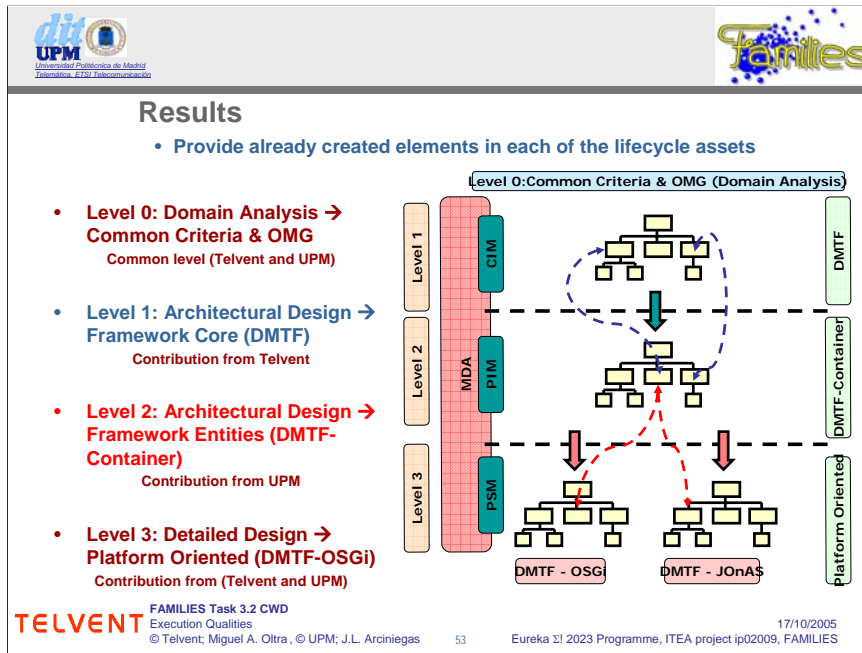 dit
UPM
Universidad Politécnica de Madrid
Telemática, ETSI Telecomunicación
Families
Results
• Provide already created elements in each of the lifecycle assets
• Level 0: Domain Analysis →
Common Criteria & OMG
Common level (Telvent and UPM)
• Level 1: Architectural Design →
Framework Core (DMTF)
Contribution from Telvent
• Level 2: Architectural Design →
Framework Entities (DMTF-
Container)
Contribution from UPM
• Level 3: Detailed Design →
Platform Oriented (DMTF-OSGi)
Contribution from (Telvent and UPM)
Level 0:Common Criteria & OMG (Domain Analysis)
Level 1
CIM
DMTF
Level 2
MDA
PIM
DMTF-Container
Level 3
PSM
Platform Oriented
DMTF - OSGi
DMTF - JOnAS
TELVENT
FAMILIES Task 3.2 CWD
Execution Qualities
© Telvent; Miguel A. Oltra , © UPM; J.L. Arciniegas
53
17/10/2005
Eureka Σ! 2023 Programme, ITEA project ip02009, FAMILIES